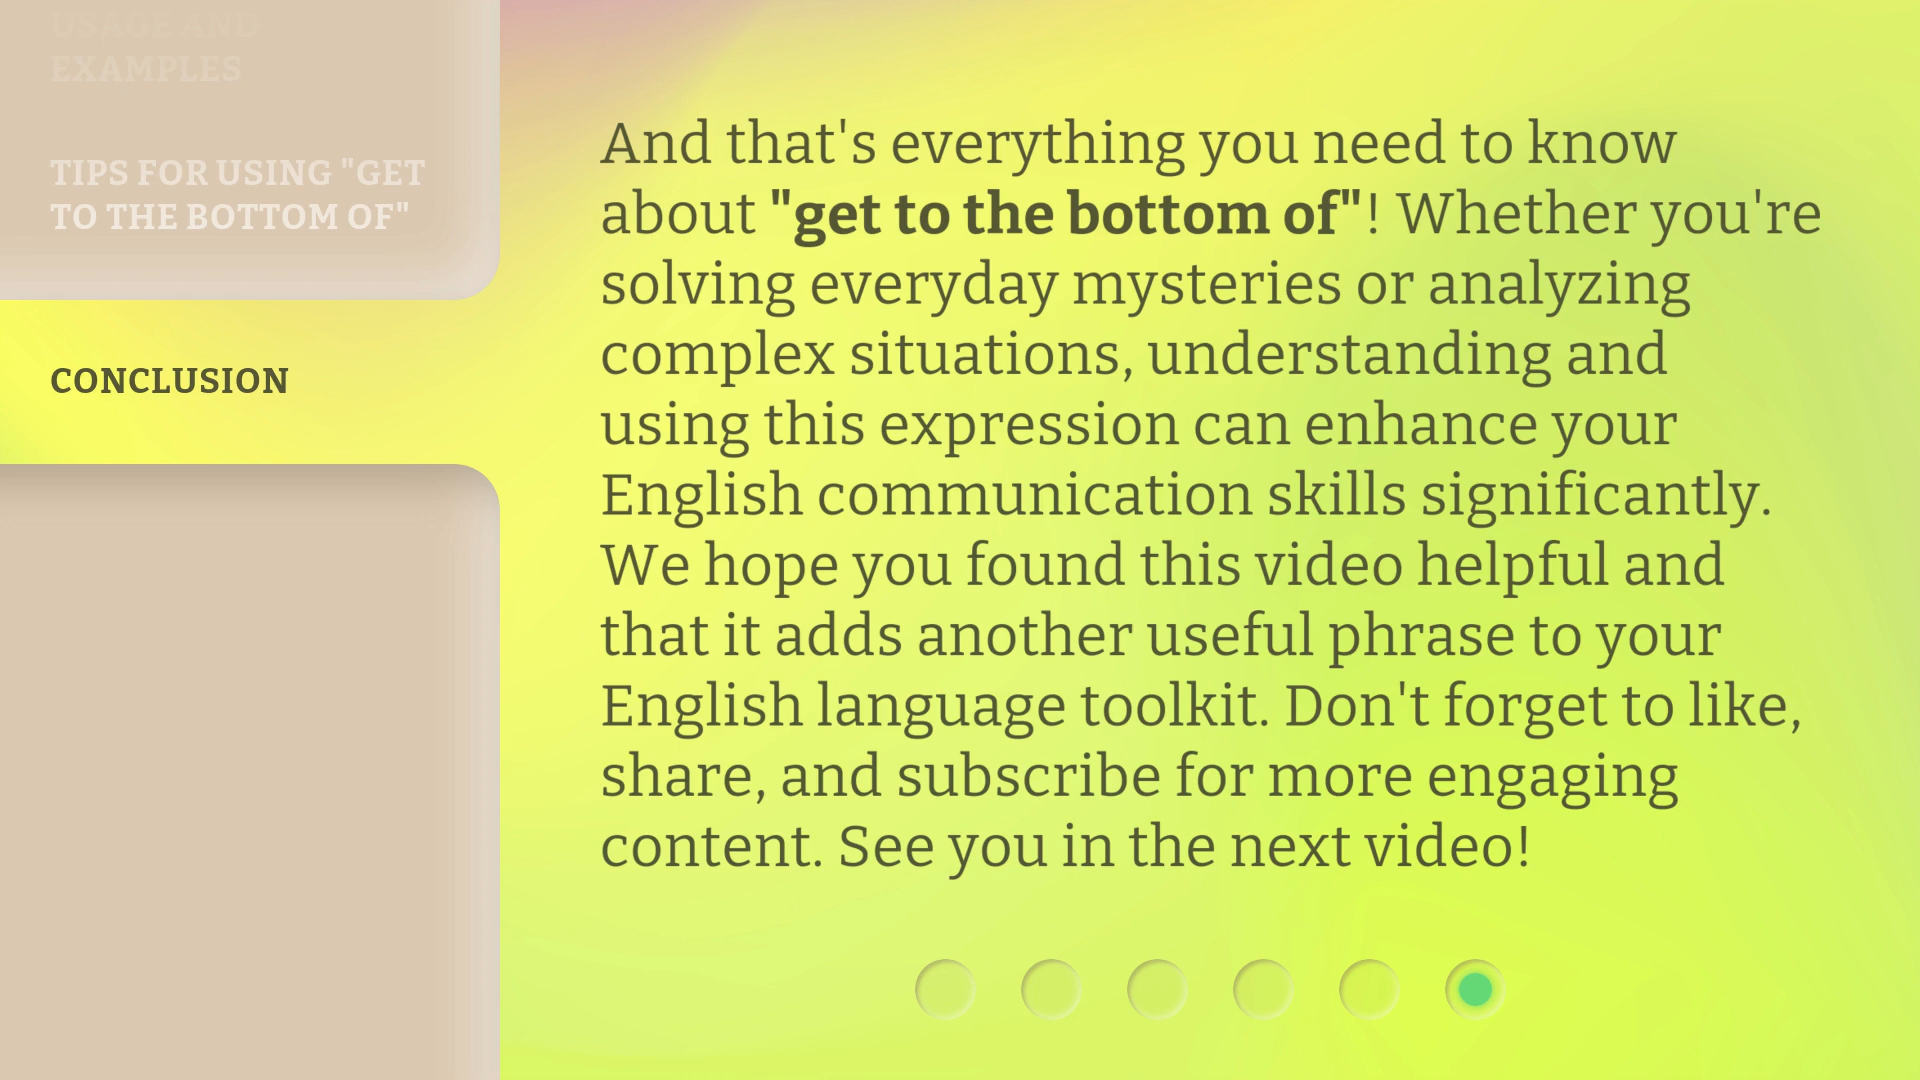 USAGE AND
EXAMPLES
TIPS FOR USING "GET
TO THE BOTTOM OF"
CONCLUSION
And that's everything you need to know
about "get to the bottom of"! Whether you're
solving everyday mysteries or analyzing
complex situations, understanding and
using this expression can enhance your
English communication skills significantly.
We hope you found this video helpful and
that it adds another useful phrase to your
English language toolkit. Don't forget to like,
share, and subscribe for more engaging
content. See you in the next video!